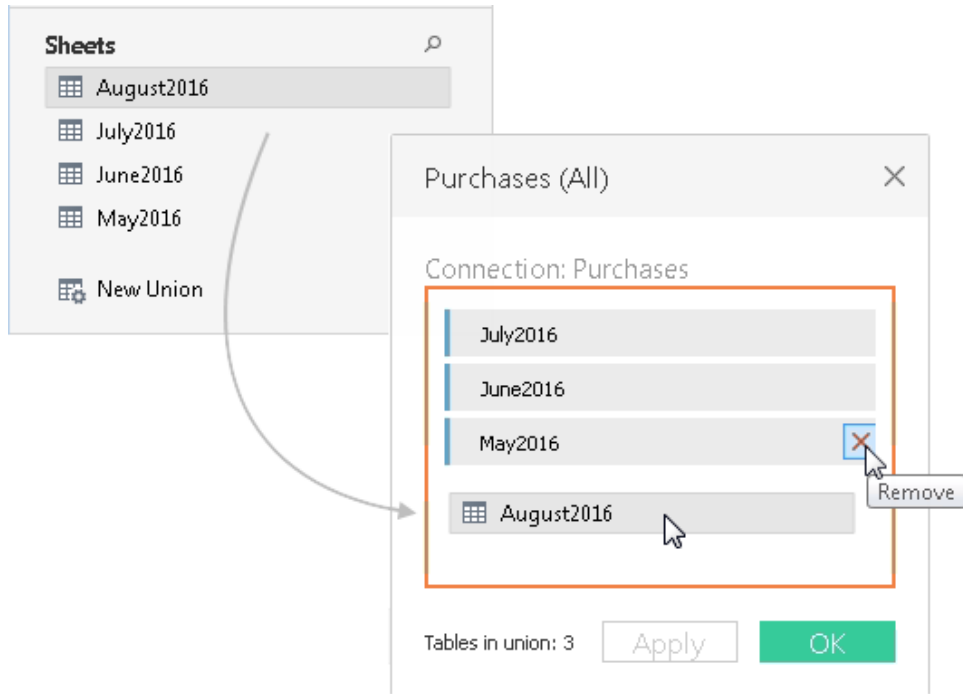 Sheets
August2016
July2016
June2016
May2016
New Union
Purchases (All)
Connection: Purchases
July2016
June2016
May2016
Remove
August2016
Tables in union: 3
Apply
OK